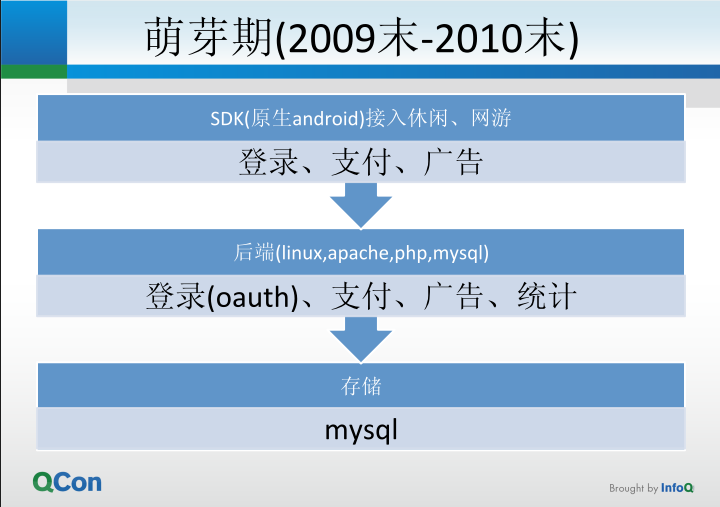 萌芽期(2009末-2010末)
SDK(原生android)接入休闲、网游
登录、支付、广告
后端(linux,apache,php,mysql)
登录(oauth)、支付、广告、统计
存储
mysql
QCon
Brought by InfoQ